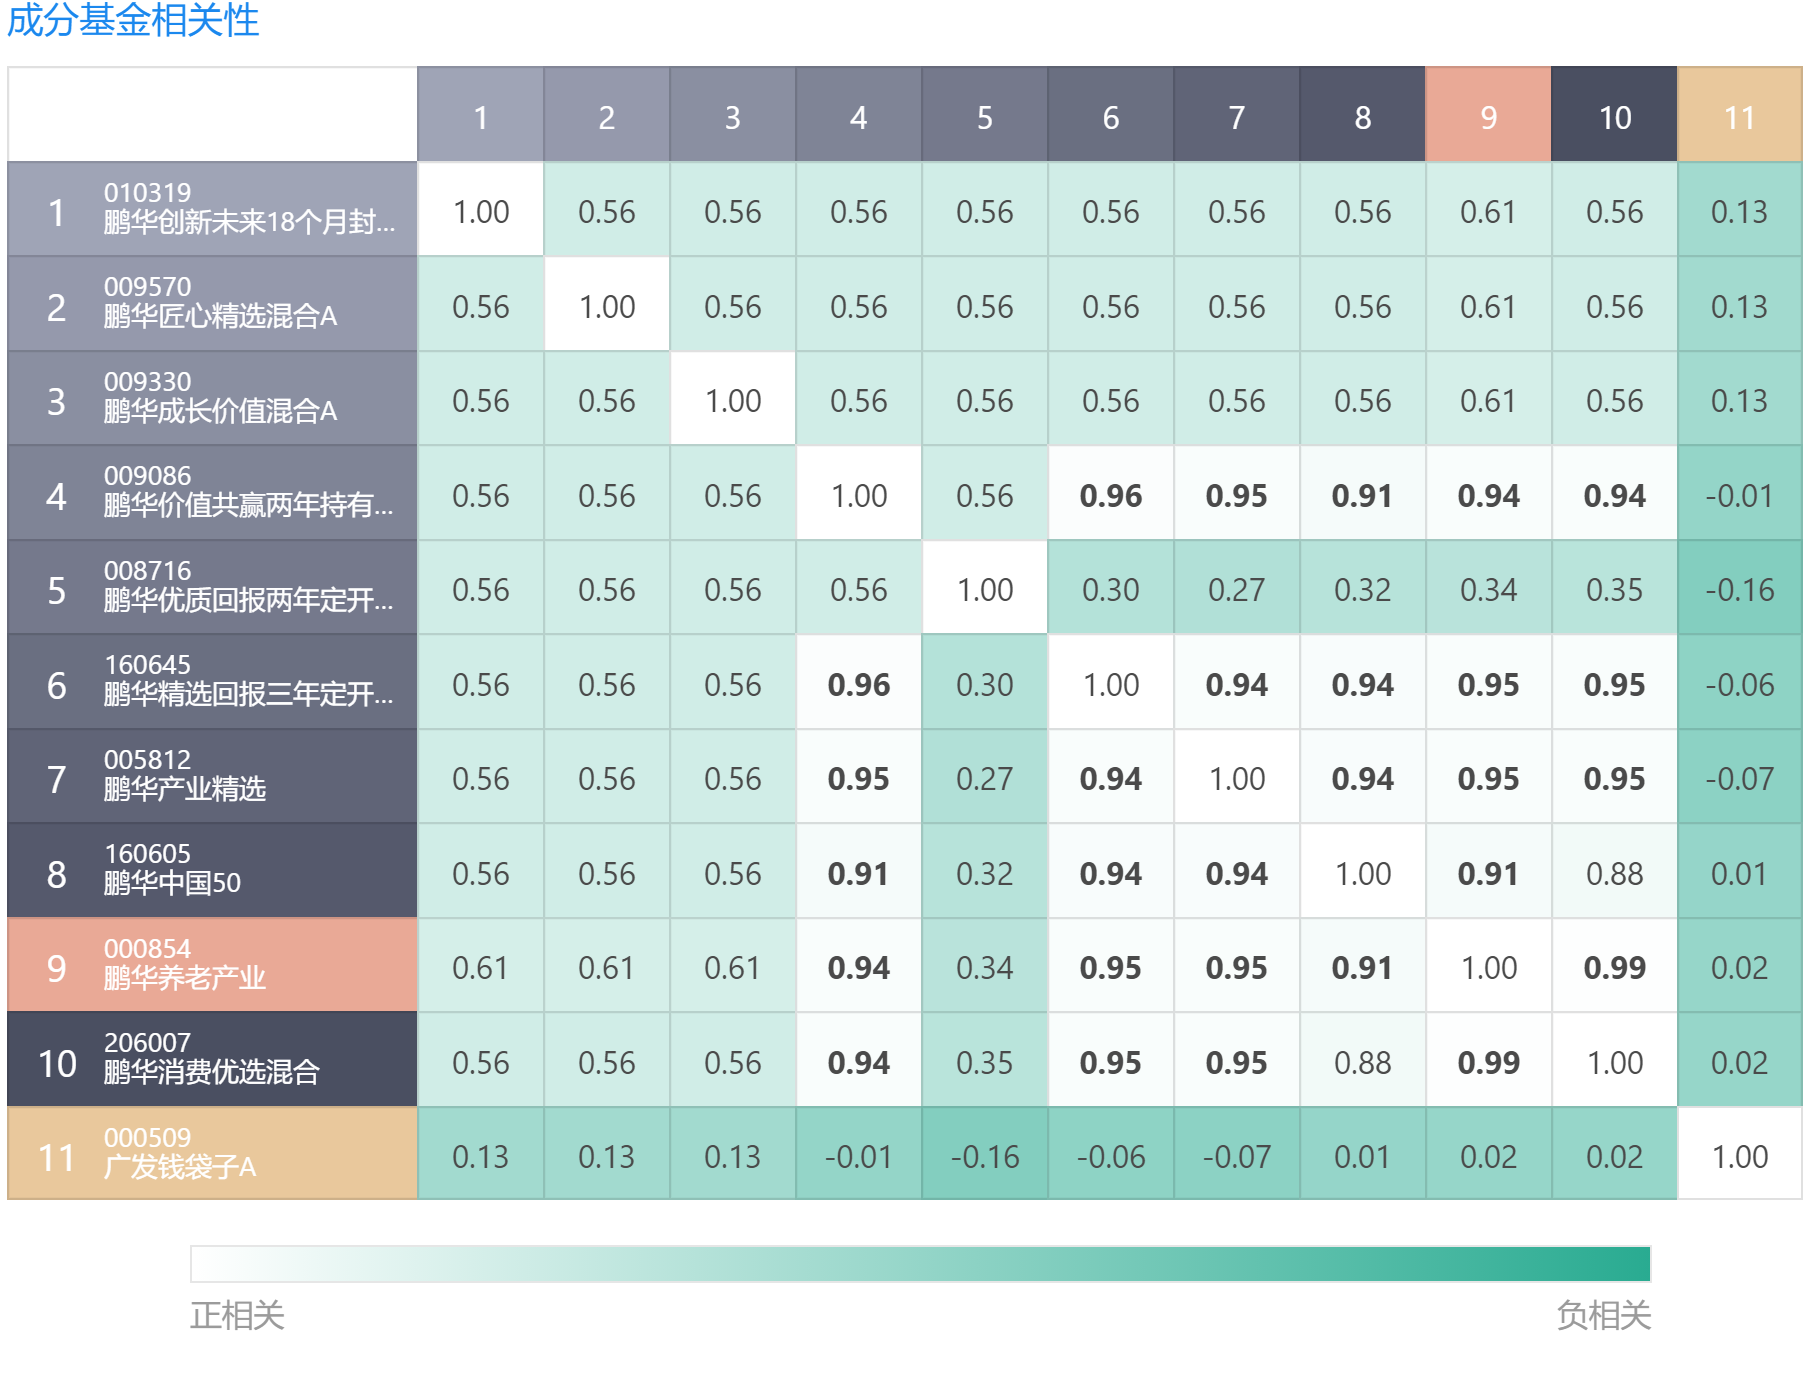 成分基金相关性
1 2 3 4 5 6 7 8 9 10 11
010319
1 鹏华创新未来18个月封... 1.00 0.56 0.56 0.56 0.56 0.56 0.56 0.56 0.61 0.56 0.13
009570
2 鹏华匠心精选混合A 0.56 1.00 0.56 0.56 0.56 0.56 0.56 0.56 0.61 0.56 0.13
009330
3 鹏华成长价值混合A 0.56 0.56 1.00 0.56 0.56 0.56 0.56 0.56 0.61 0.56 0.13
009086
4 鹏华价值共赢两年持有... 0.56 0.56 0.56 1.00 0.56 0.96 0.95 0.91 0.94 0.94 -0.01
008716
5 鹏华优质回报两年定开... 0.56 0.56 0.56 0.56 1.00 0.30 0.27 0.32 0.34 0.35 -0.16
160645
6 鹏华精选回报三年定开... 0.56 0.56 0.56 0.96 0.30 1.00 0.94 0.94 0.95 0.95 -0.06
005812
7 鹏华产业精选 0.56 0.56 0.56 0.95 0.27 0.94 1.00 0.94 0.95 0.95 -0.07
160605
8 鹏华中国50 0.56 0.56 0.56 0.91 0.32 0.94 0.94 1.00 0.91 0.88 0.01
000854
9 鹏华养老产业 0.61 0.61 0.61 0.94 0.34 0.95 0.95 0.91 1.00 0.99 0.02
206007
10 鹏华消费优选混合 0.56 0.56 0.56 0.94 0.35 0.95 0.95 0.88 0.99 1.00 0.02
000509
11 广发钱袋子A 0.13 0.13 0.13 -0.01 -0.16 -0.06 -0.07 0.01 0.02 0.02 1.00
正相关 负相关